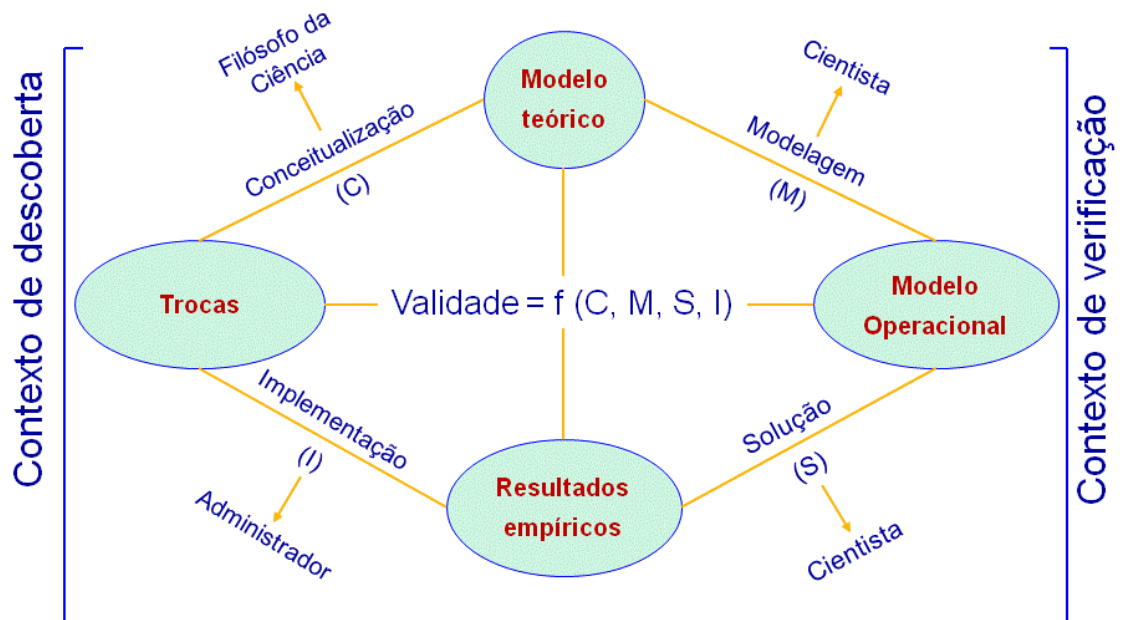 Contexto de descoberta
Filósofo da
Ciência
Conceitualização
(C)
Modelo
teórico
Cientista
Modelagem
(M)
Contexto de verificação
Trocas
Validade = f (C, M, S, I)
Modelo
Operacional
Implementação
(I)
Administrador
Resultados
empíricos
Solução
(S)
Cientista